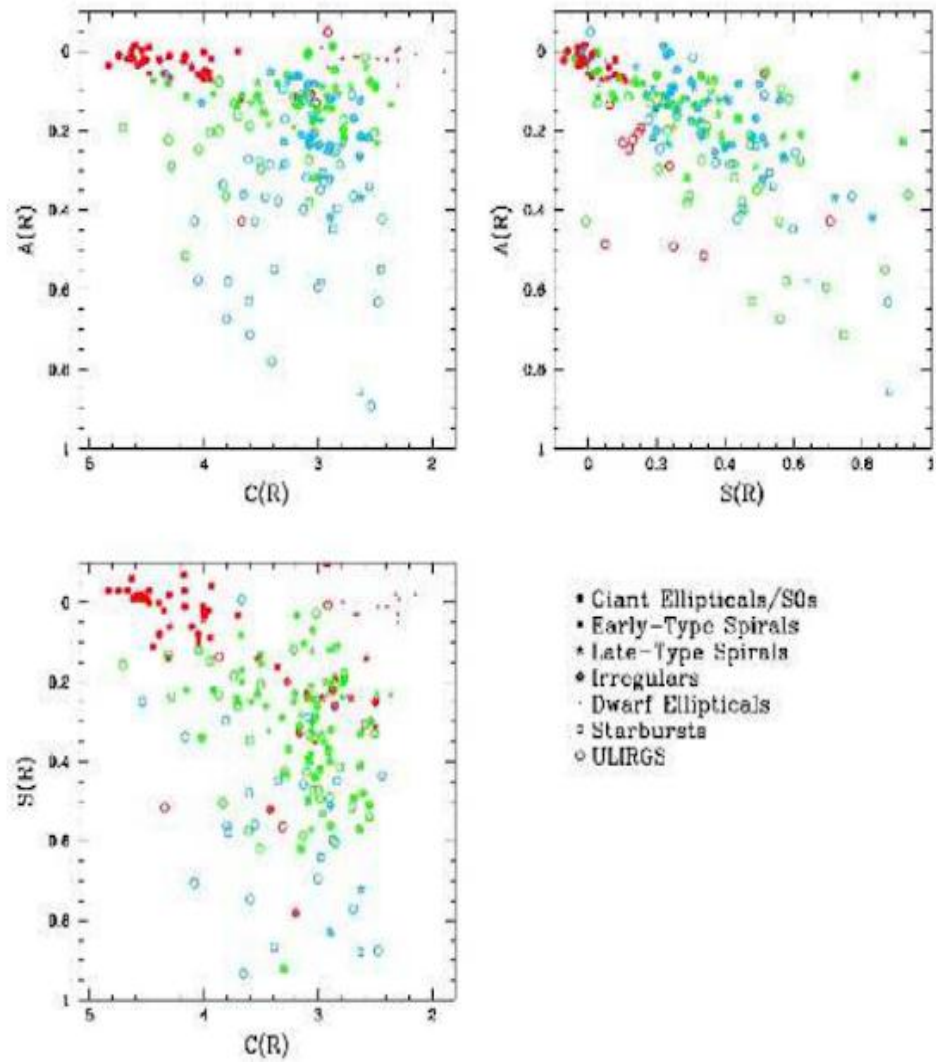 0
0.2
0.4
0.6
0.8
1
A(R)
5
4
3
2
C(R)
0
0.2
0.4
0.6
0.8
1
A(R)
0
0.2
0.4
0.6
0.8
1
S(R)
0
0.2
0.4
0.6
0.8
1
S(R)
5
4
3
2
C(R)
Giant Ellipticals/S0s
Early-Type Spirals
Late-Type Spirals
Irregulars
Dwarf Ellipticals
Starbursts
ULIRGS